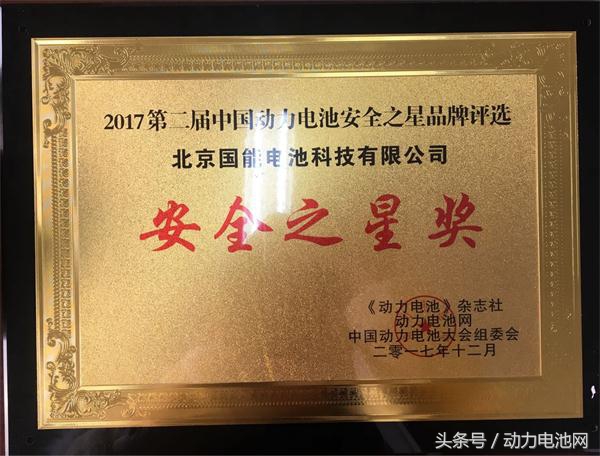 2017第二届中国动力电池安全之星品牌评选
北京国能电池科技有限公司
安全之星奖
《动力电池》杂志社
动力电池网
中国动力电池大会组委会
二零一七年十二月
头条号/动力电池网